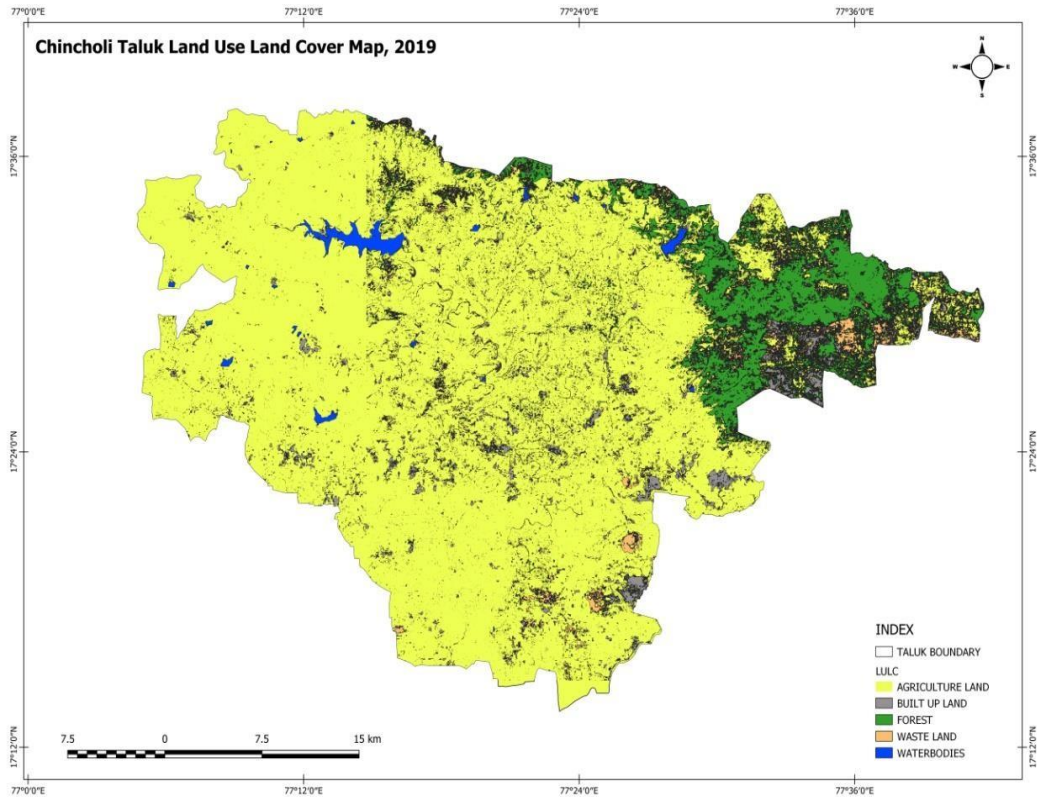 77°0'0"E 77°12'0"E 77°24'0"E 77°36'0"E
Chincholi Taluk Land Use Land Cover Map, 2019
N
W E
S
17°36'0"N 17°36'0"N
17°24'0"N 17°24'0"N
INDEX
TALUK BOUNDARY
LULC
AGRICULTURE LAND
BUILT UP LAND
FOREST
WASTE LAND
WATERBODIES
7.5 0 7.5 15 km
17°12'0"N 17°12'0"N
77°0'0"E 77°12'0"E 77°24'0"E 77°36'0"E